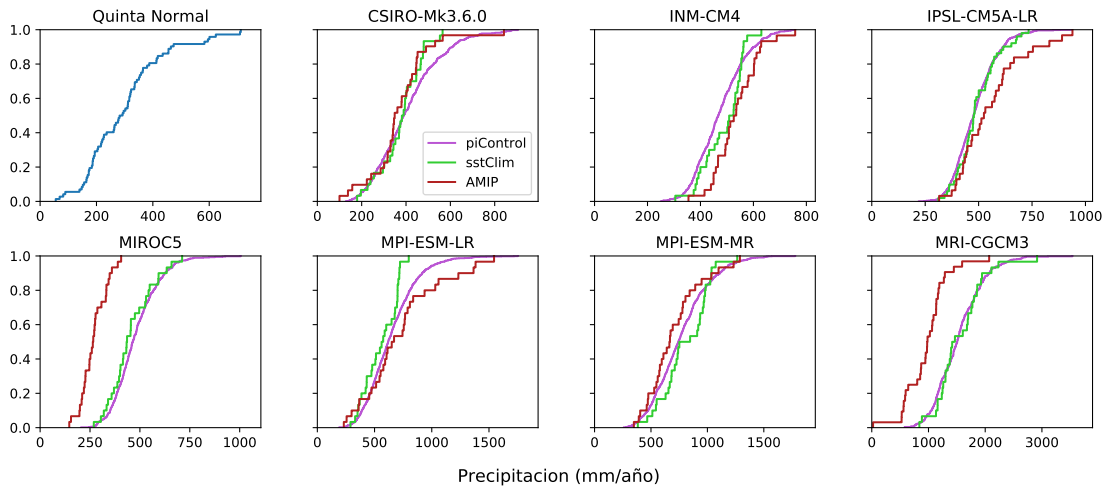 Quinta Normal CSIRO-Mk3.6.0 INM-CM4 IPSL-CM5A-LR
1.0
0.8
0.6
0.4
0.2
0.0
piControl
sstClim
AMIP
0 200 400 600 0 200 400 600 800 0 200 400 600 800 0 250 500 750 1000
MIROC5 MPI-ESM-LR MPI-ESM-MR MRI-CGCM3
1.0
0.8
0.6
0.4
0.2
0.0
0 250 500 750 1000 0 500 1000 1500 0 500 1000 1500 0 1000 2000 3000
Precipitacion (mm/año)